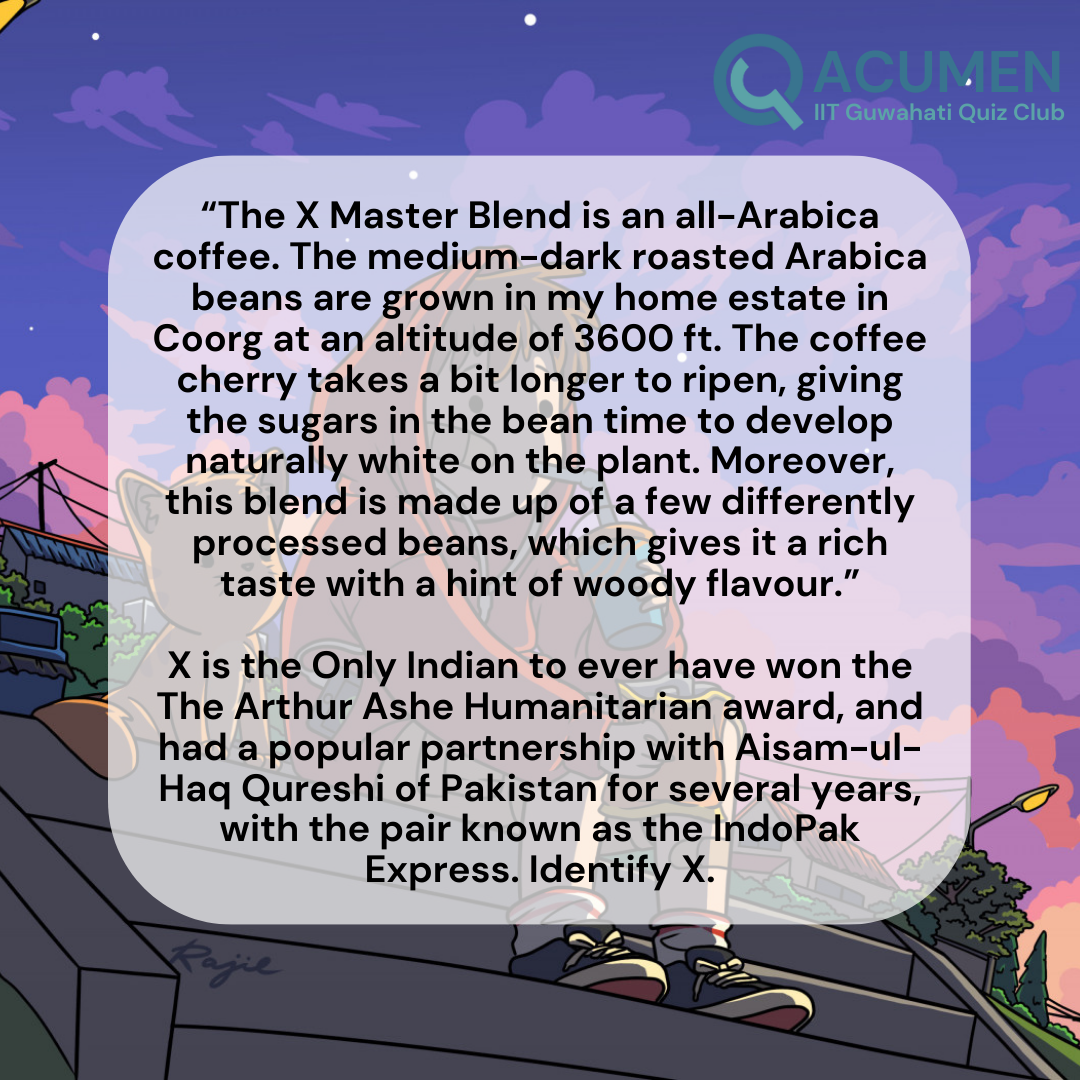 ACUMEN
IIT Guwahati Quiz Club
“The X Master Blend is an all-Arabica
coffee. The medium-dark roasted Arabica
beans are grown in my home estate in
Coorg at an altitude of 3600 ft. The coffee
cherry takes a bit longer to ripen, giving
the sugars in the bean time to develop
naturally white on the plant. Moreover,
this blend is made up of a few differently
processed beans, which gives it a rich
taste with a hint of woody flavour.”
X is the Only Indian to ever have won the
The Arthur Ashe Humanitarian award, and
had a popular partnership with Aisam-ul-
Haq Qureshi of Pakistan for several years,
with the pair known as the IndoPak
Express. Identify X.
Rajie